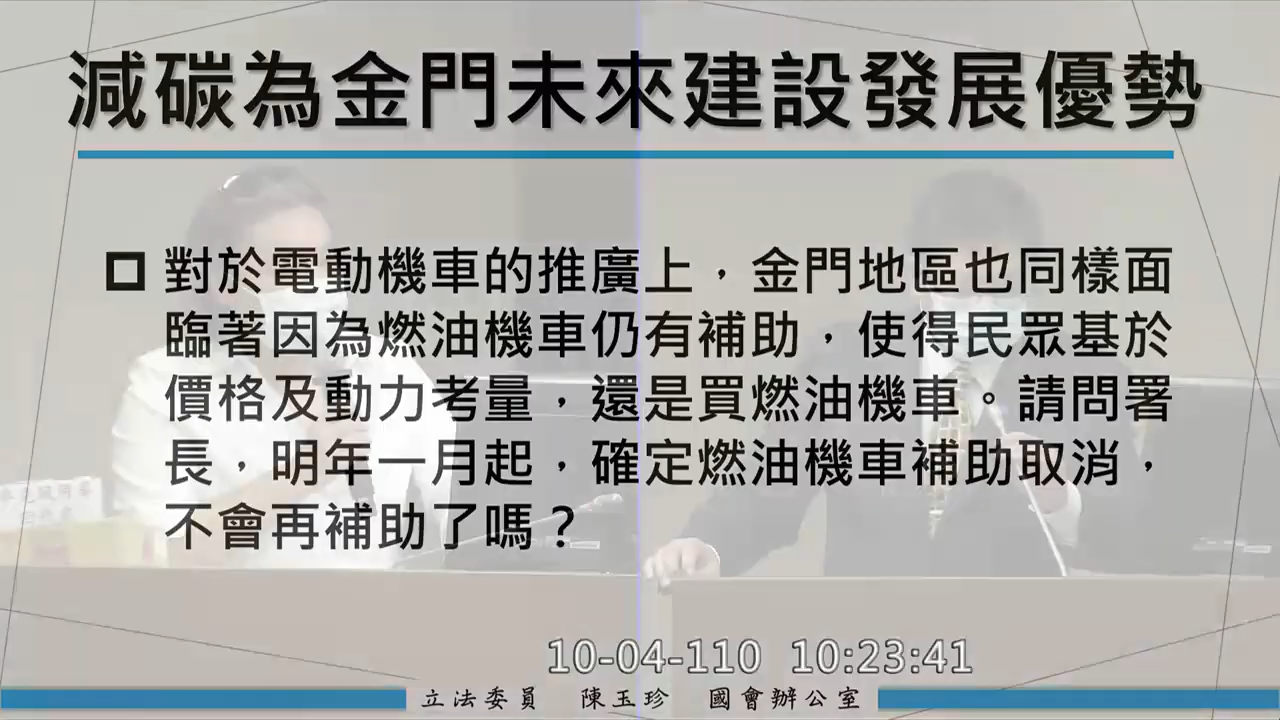 減碳為金門未來建設發展優勢
對於電動機車的推廣上，金門地區也同樣面
臨著因為燃油機車仍有補助，使得民眾基於
價格及動力考量，還是買燃油機車。請問署
長，明年一月起，確定燃油機車補助取消，
不會再補助了嗎？
10-04-110 10:23:41
立法委員 陳玉珍 國會辦公室